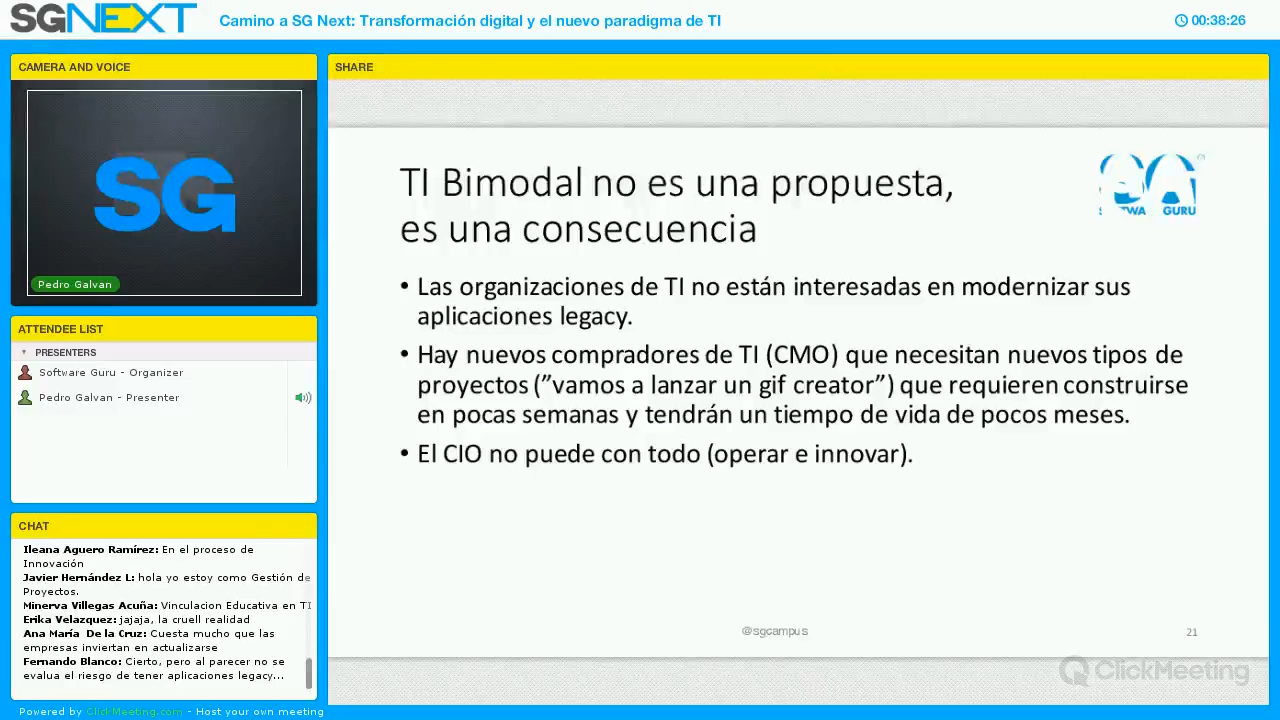 SGNEXT
Camino a SG Next: Transformación digital y el nuevo paradigma de TI
00:38:26
CAMERA AND VOICE
SG
Pedro Galvan
ATTENDEE LIST
PRESENTERS
Software Guru - Organizer
Pedro Galvan - Presenter
CHAT
Ileana Aguero Ramírez: En el proceso de
Innovación
Javier Hernández L: hola yo estoy como Gestión de
Proyectos.
Minerva Villegas Acuña: Vinculacion Educativa en TI
Erika Velazquez: jajaja, la cruell realidad
Ana María De la Cruz: Cuesta mucho que las
empresas inviertan en actualizarse
Fernando Blanco: Cierto, pero al parecer no se
evalua el riesgo de tener aplicaciones legacy...
Powered by ClickMeeting.com - Host your own meeting
SHARE
TI Bimodal no es una propuesta,
es una consecuencia
GURU
• Las organizaciones de TI no están interesadas en modernizar sus
aplicaciones legacy.
• Hay nuevos compradores de TI (CMO) que necesitan nuevos tipos de
proyectos (”vamos a lanzar un gif creator”) que requieren construirse
en pocas semanas y tendrán un tiempo de vida de pocos meses.
• El CIO no puede con todo (operar e innovar).
@sgcampus
21
ClickMeeting